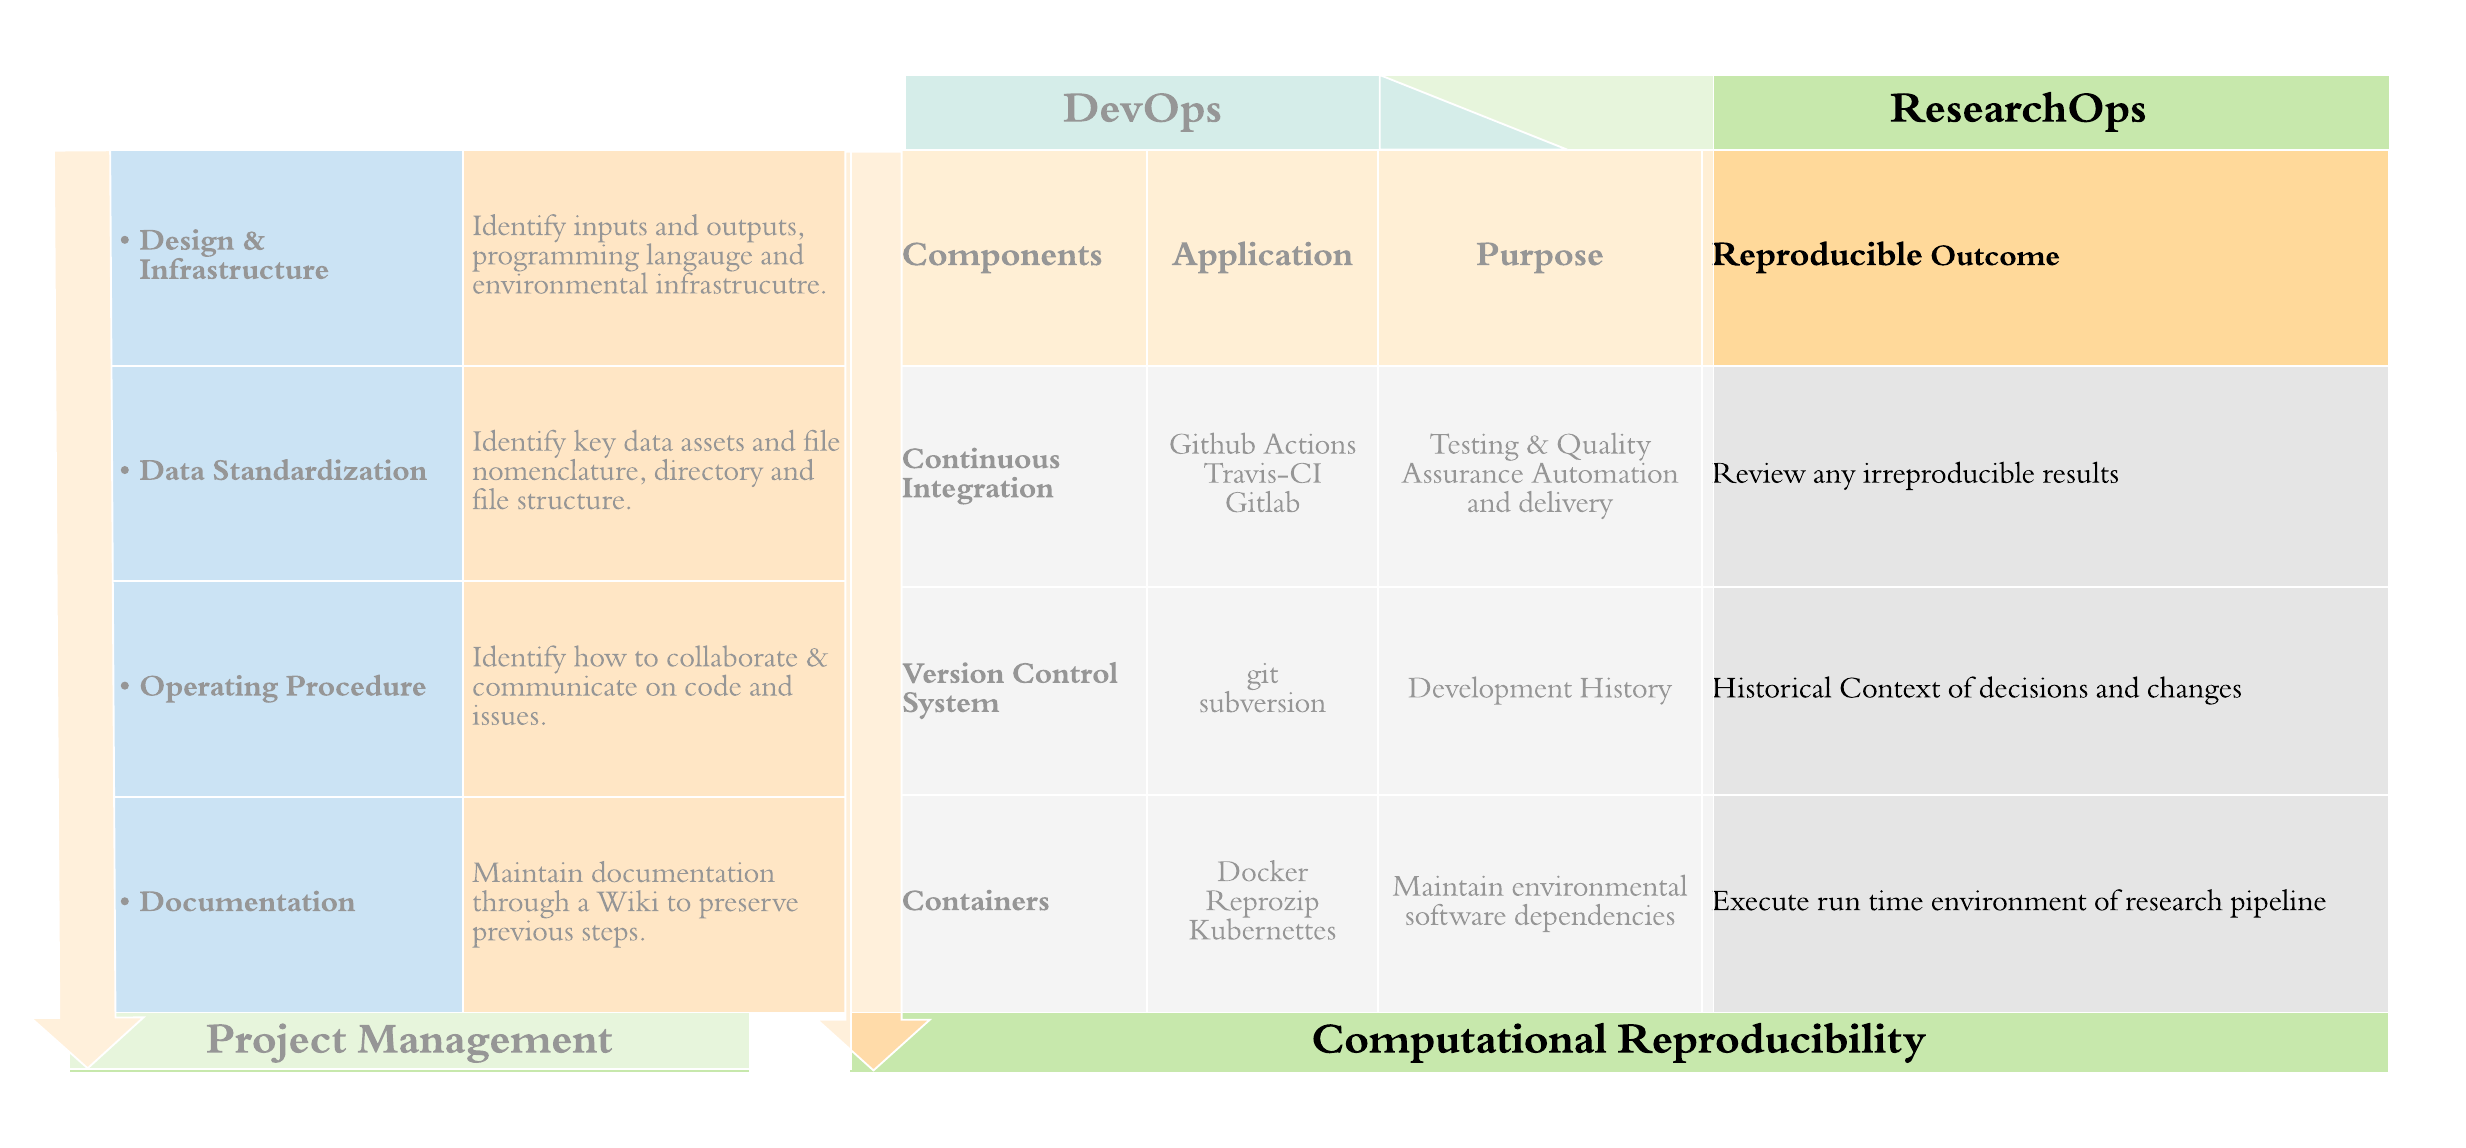 DevOps
ResearchOps
• Design &
Infrastructure
Identify inputs and outputs,
programming langauge and
environmental infrastrucutre.
Components
Application
Purpose
Reproducible Outcome
• Data Standardization
Identify key data assets and file
nomenclature, directory and
file structure.
Continuous
Integration
Github Actions
Travis-CI
Gitlab
Testing & Quality
Assurance Automation
and delivery
Review any irreproducible results
• Operating Procedure
Identify how to collaborate &
communicate on code and
issues.
Version Control
System
git
subversion
Development History
Historical Context of decisions and changes
• Documentation
Maintain documentation
through a Wiki to preserve
previous steps.
Containers
Docker
Reprozip
Kubernettes
Maintain environmental
software dependencies
Execute run time environment of research pipeline
Project Management
Computational Reproducibility